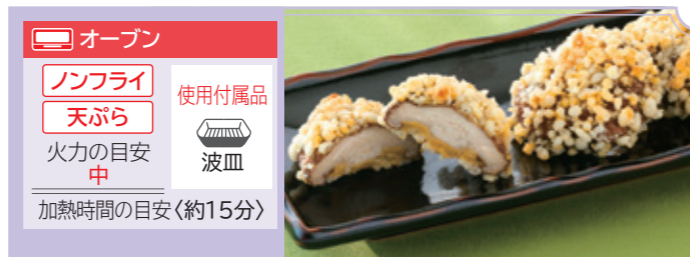 オーブン
ノンフライ
天ぷら
火力の目安
中
使用付属品
波皿
加熱時間の目安〈約15分〉